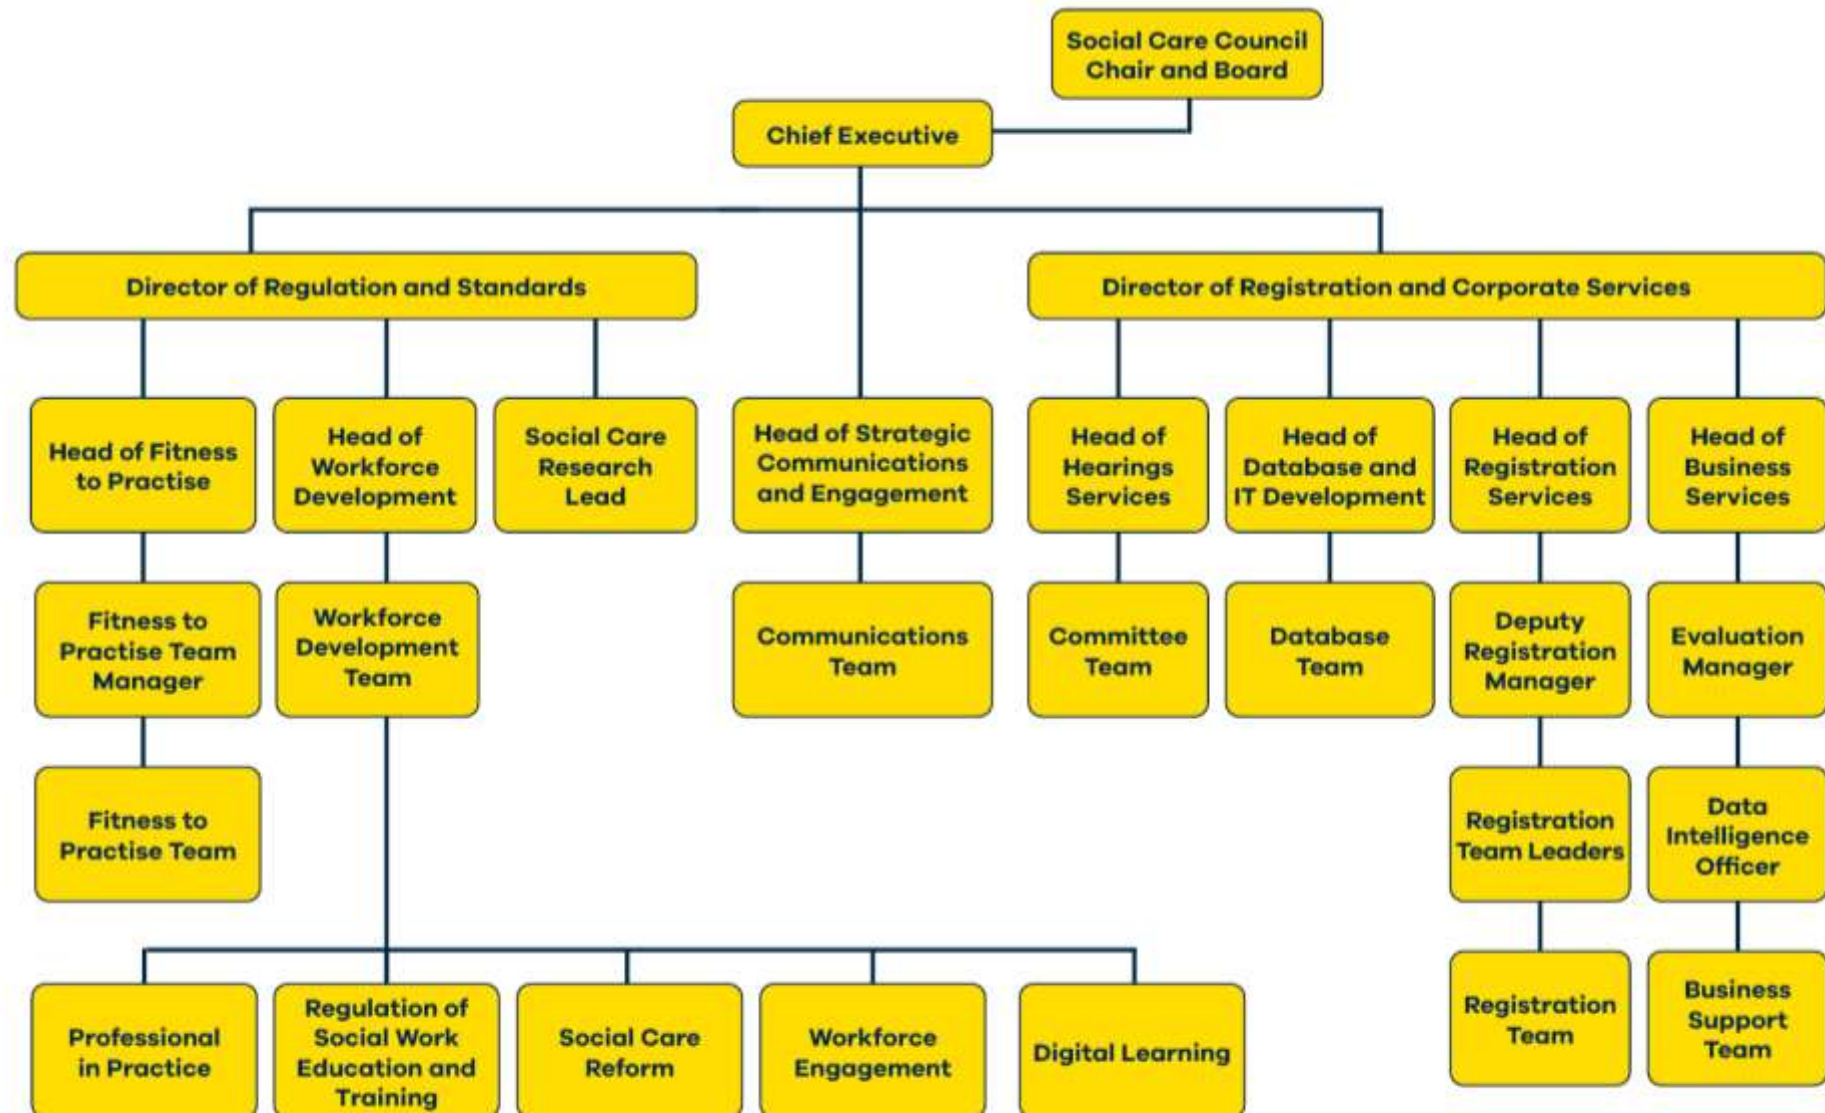 Social Care Council
Chair and Board
Chief Executive
Director of Regulation and Standards
Director of Registration and Corporate Services
Head of Fitness
to Practise
Head of
Workforce
Development
Social Care
Research
Lead
Head of Strategic
Communications
and Engagement
Head of
Hearings
Services
Head of
Database and
IT Development
Head of
Registration
Services
Head of
Business
Services
Fitness to
Practise Team
Manager
Workforce
Development
Team
Communications
Team
Committee
Team
Database
Team
Deputy
Registration
Manager
Evaluation
Manager
Fitness to
Practise Team
Registration
Team Leaders
Data
Intelligence
Officer
Professional
in Practice
Regulation of
Social Work
Education and
Training
Social Care
Reform
Workforce
Engagement
Digital Learning
Registration
Team
Business
Support
Team